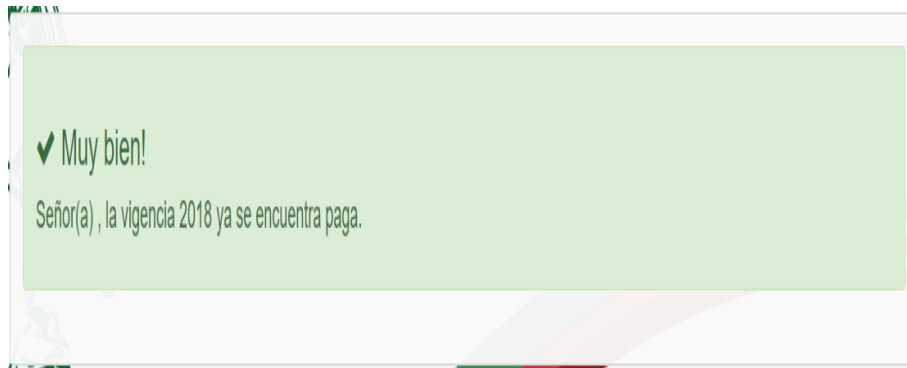 ✔ Muy bien!
Señor(a) , la vigencia 2018 ya se encuentra paga.